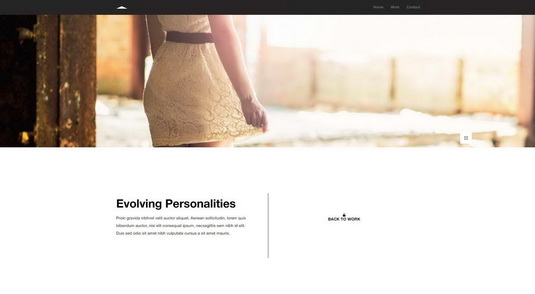 Home Work Contact
Evolving Personalities
Proin gravida nibhvel velit auctor aliquet. Aenean sollicitudin, lorem quis
bibendum auctor, nisi elit consequat ipsum, necsagittis sem nibh id elit.
Duis sed odio sit amet nibh vulputate cursus a sit amet mauris.
BACK TO WORK